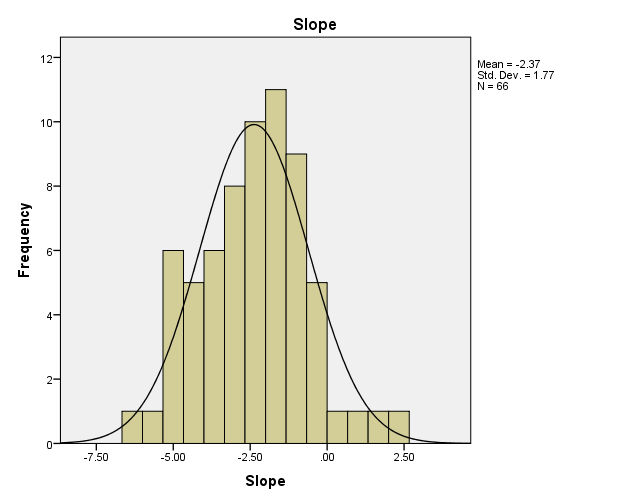 Slope
Mean = -2.37
Std. Dev. = 1.77
N = 66
12
10
8
6
4
2
0
Frequency
-7.50 -5.00 -2.50 .00 2.50
Slope